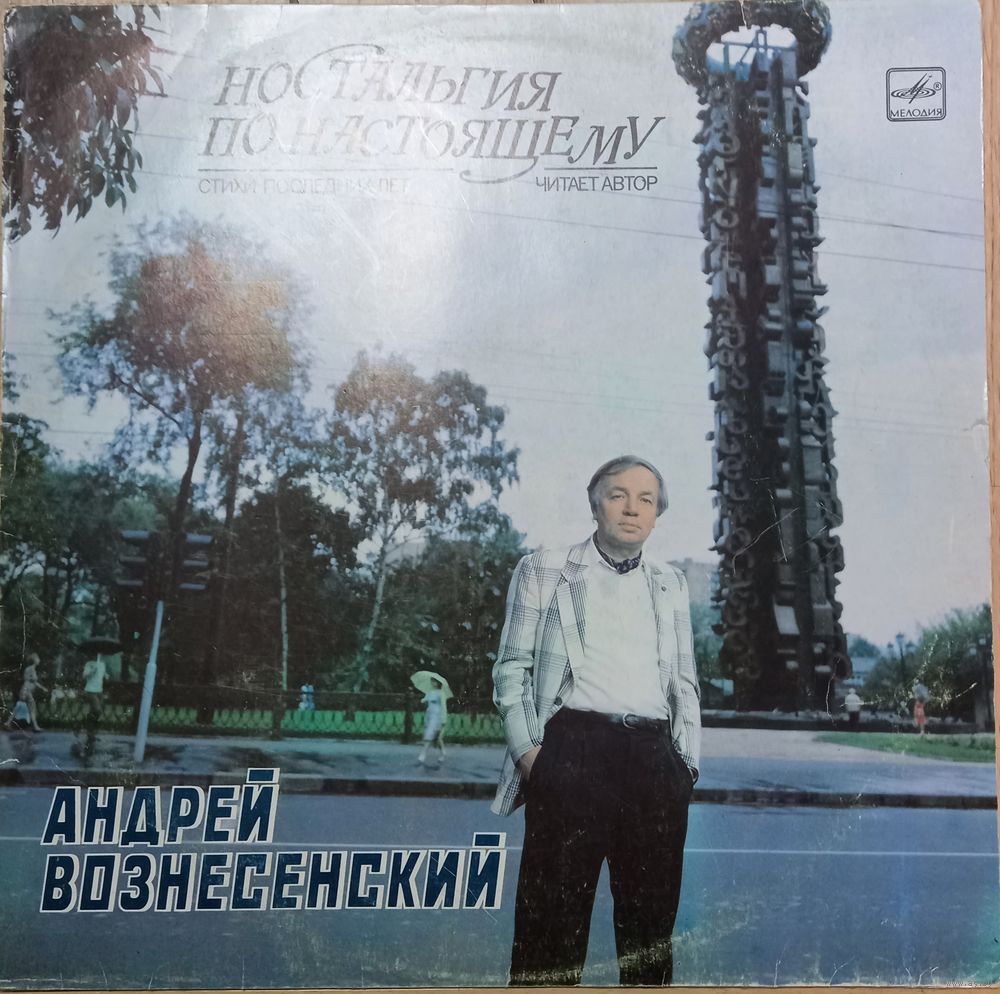 НОСТАЛЬГИЯ
ПО НАСТОЯЩЕМУ
СТИХИ ПОСЛЕДНИХ ЛЕТ ЧИТАЕТ АВТОР
МЕЛОДИЯ
АНДРЕЙ
ВОЗНЕСЕНСКИЙ